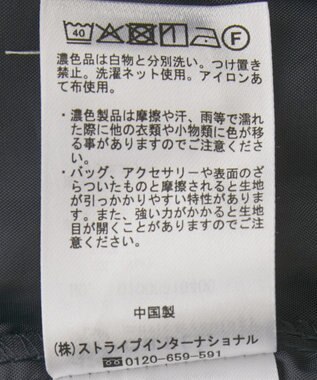 40 F
濃色品は白物と分別洗い。つけ置き
禁止。洗濯ネット使用。アイロンあ
て布使用。
・濃色製品は摩擦や汗、雨等で濡れ
た際に他の衣類や小物類に色が移
る事がありますのでご注意くださ
い。
・バッグ、アクセサリーや表面のざ
らついたものと摩擦されると生地
が引っかかりやすい特性がありま
す。また、強い力がかかると生地
目が開くことがありますのでご注
意ください。
中国製
(株)ストライプインターナショナル
0120-659-591